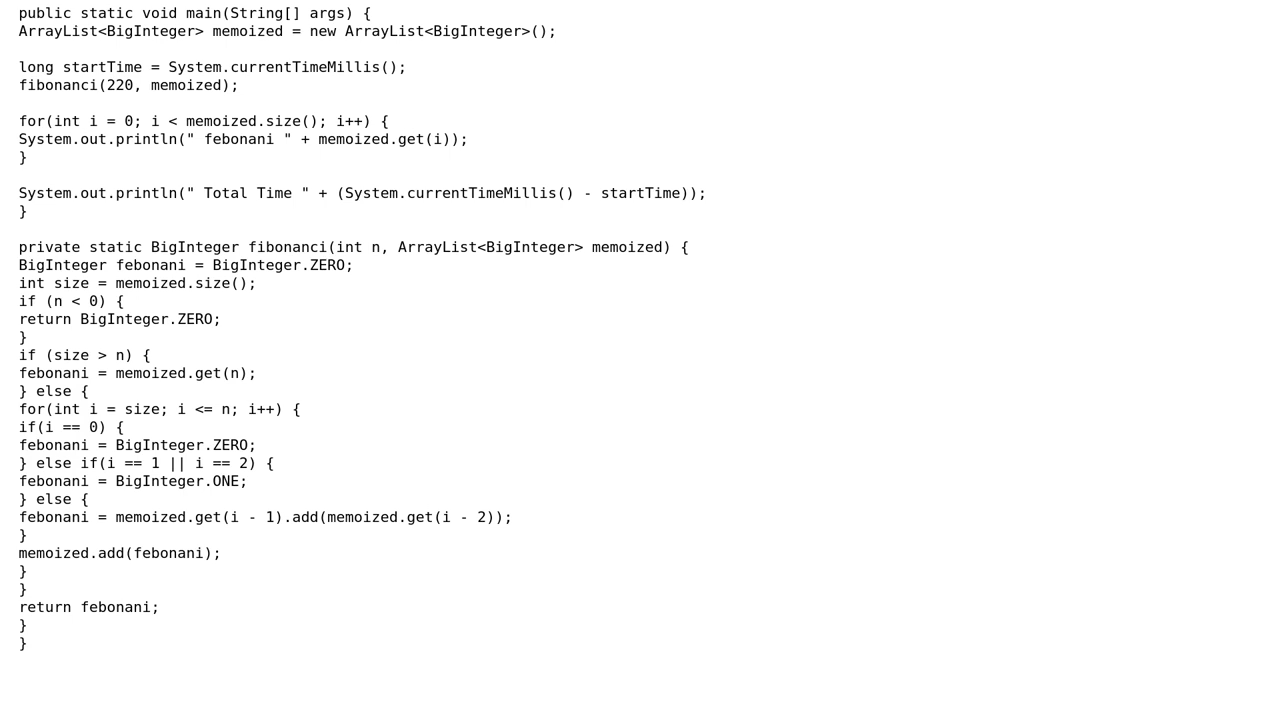 public static void main(String[] args) {
ArrayList<BigInteger> memoized = new ArrayList<BigInteger>();

long startTime = System.currentTimeMillis();
fibonanci(220, memoized);

for(int i = 0; i < memoized.size(); i++) {
System.out.println(" febonani " + memoized.get(i));
}

System.out.println(" Total Time " + (System.currentTimeMillis() - startTime));
}

private static BigInteger fibonanci(int n, ArrayList<BigInteger> memoized) {
BigInteger febonani = BigInteger.ZERO;
int size = memoized.size();
if (n < 0) {
return BigInteger.ZERO;
}
if (size > n) {
febonani = memoized.get(n);
} else {
for(int i = size; i <= n; i++) {
if(i == 0) {
febonani = BigInteger.ZERO;
} else if(i == 1 || i == 2) {
febonani = BigInteger.ONE;
} else {
febonani = memoized.get(i - 1).add(memoized.get(i - 2));
}
memoized.add(febonani);
}
}
return febonani;
}
}